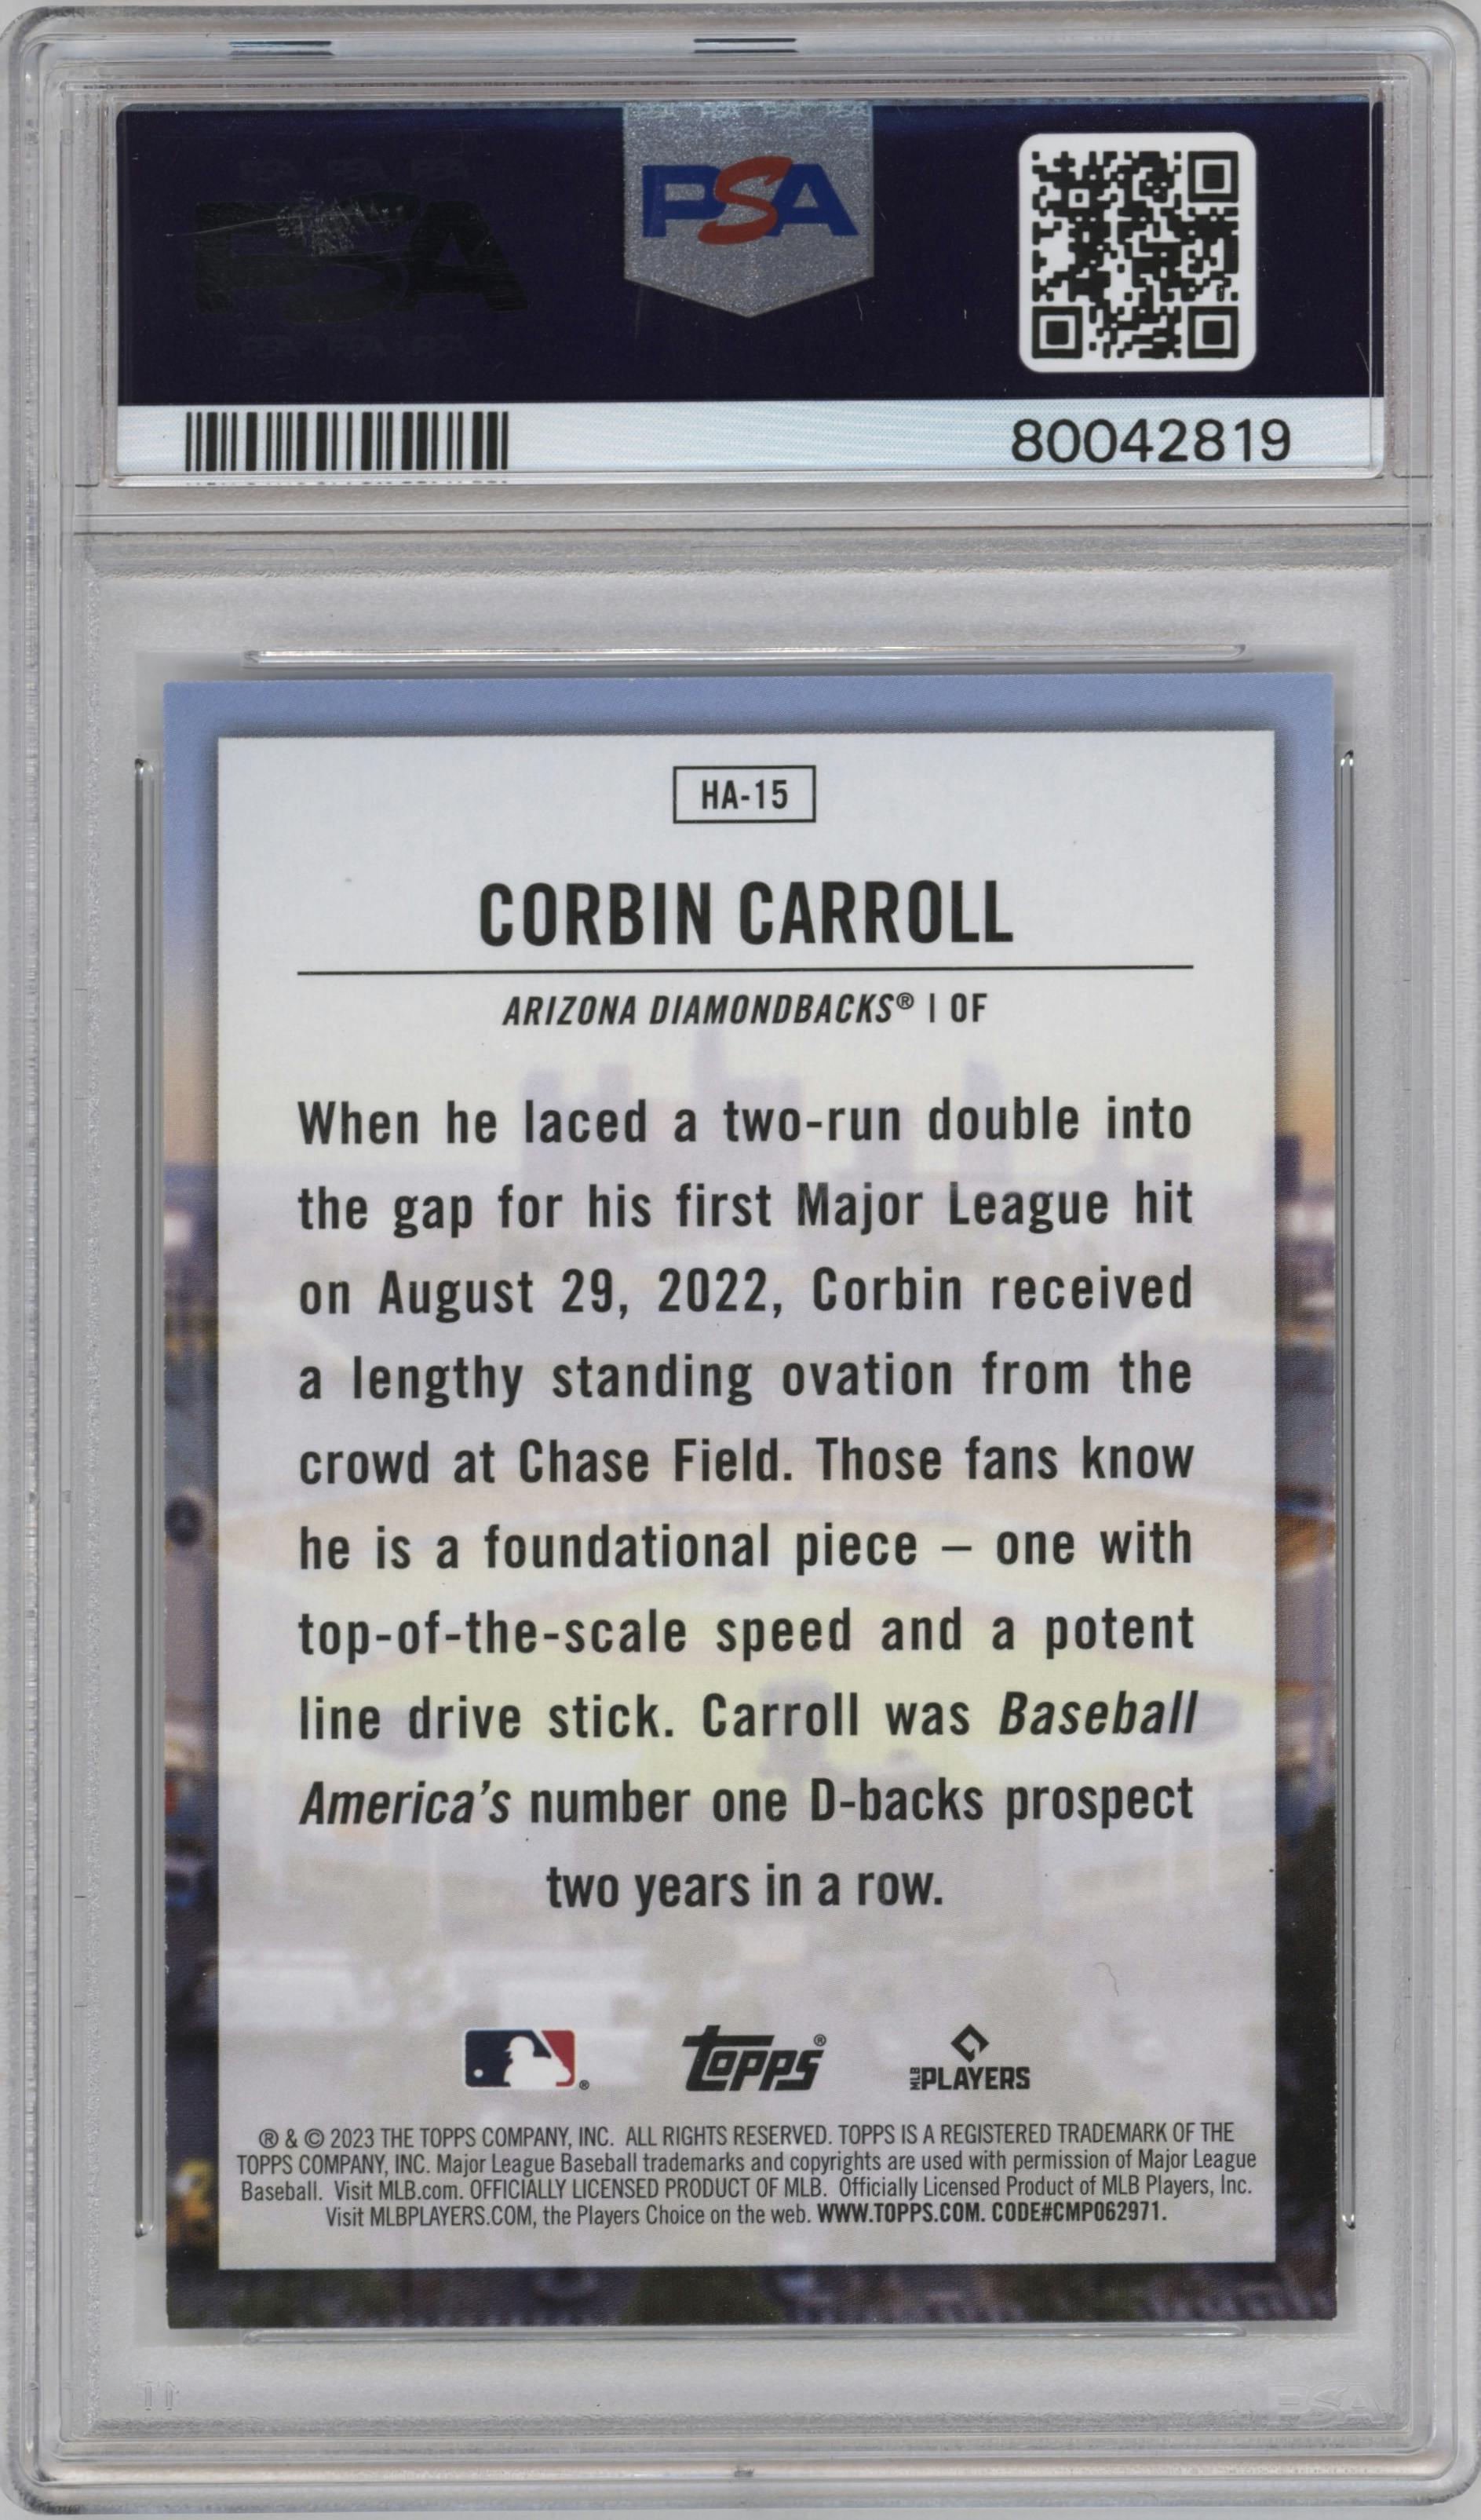 PSA
PSA
80042819
HA-15
CORBIN CARROLL
ARIZONA DIAMONDBACKS® | OF
When he laced a two-run double into
the gap for his first Major League hit
on August 29, 2022, Corbin received
a lengthy standing ovation from the
crowd at Chase Field. Those fans know
he is a foundational piece – one with
top-of-the-scale speed and a potent
line drive stick. Carroll was Baseball
America's number one D-backs prospect
two years in a row.
Topps®
MLB PLAYERS
® & © 2023 THE TOPPS COMPANY, INC. ALL RIGHTS RESERVED. TOPPS IS A REGISTERED TRADEMARK OF THE
TOPPS COMPANY, INC. Major League Baseball trademarks and copyrights are used with permission of Major League
Baseball. Visit MLB.com. OFFICIALLY LICENSED PRODUCT OF MLB. Officially Licensed Product of MLB Players, Inc.
Visit MLBPLAYERS.COM, the Players Choice on the web. WWW.TOPPS.COM. CODE#CMP062971.
PSA